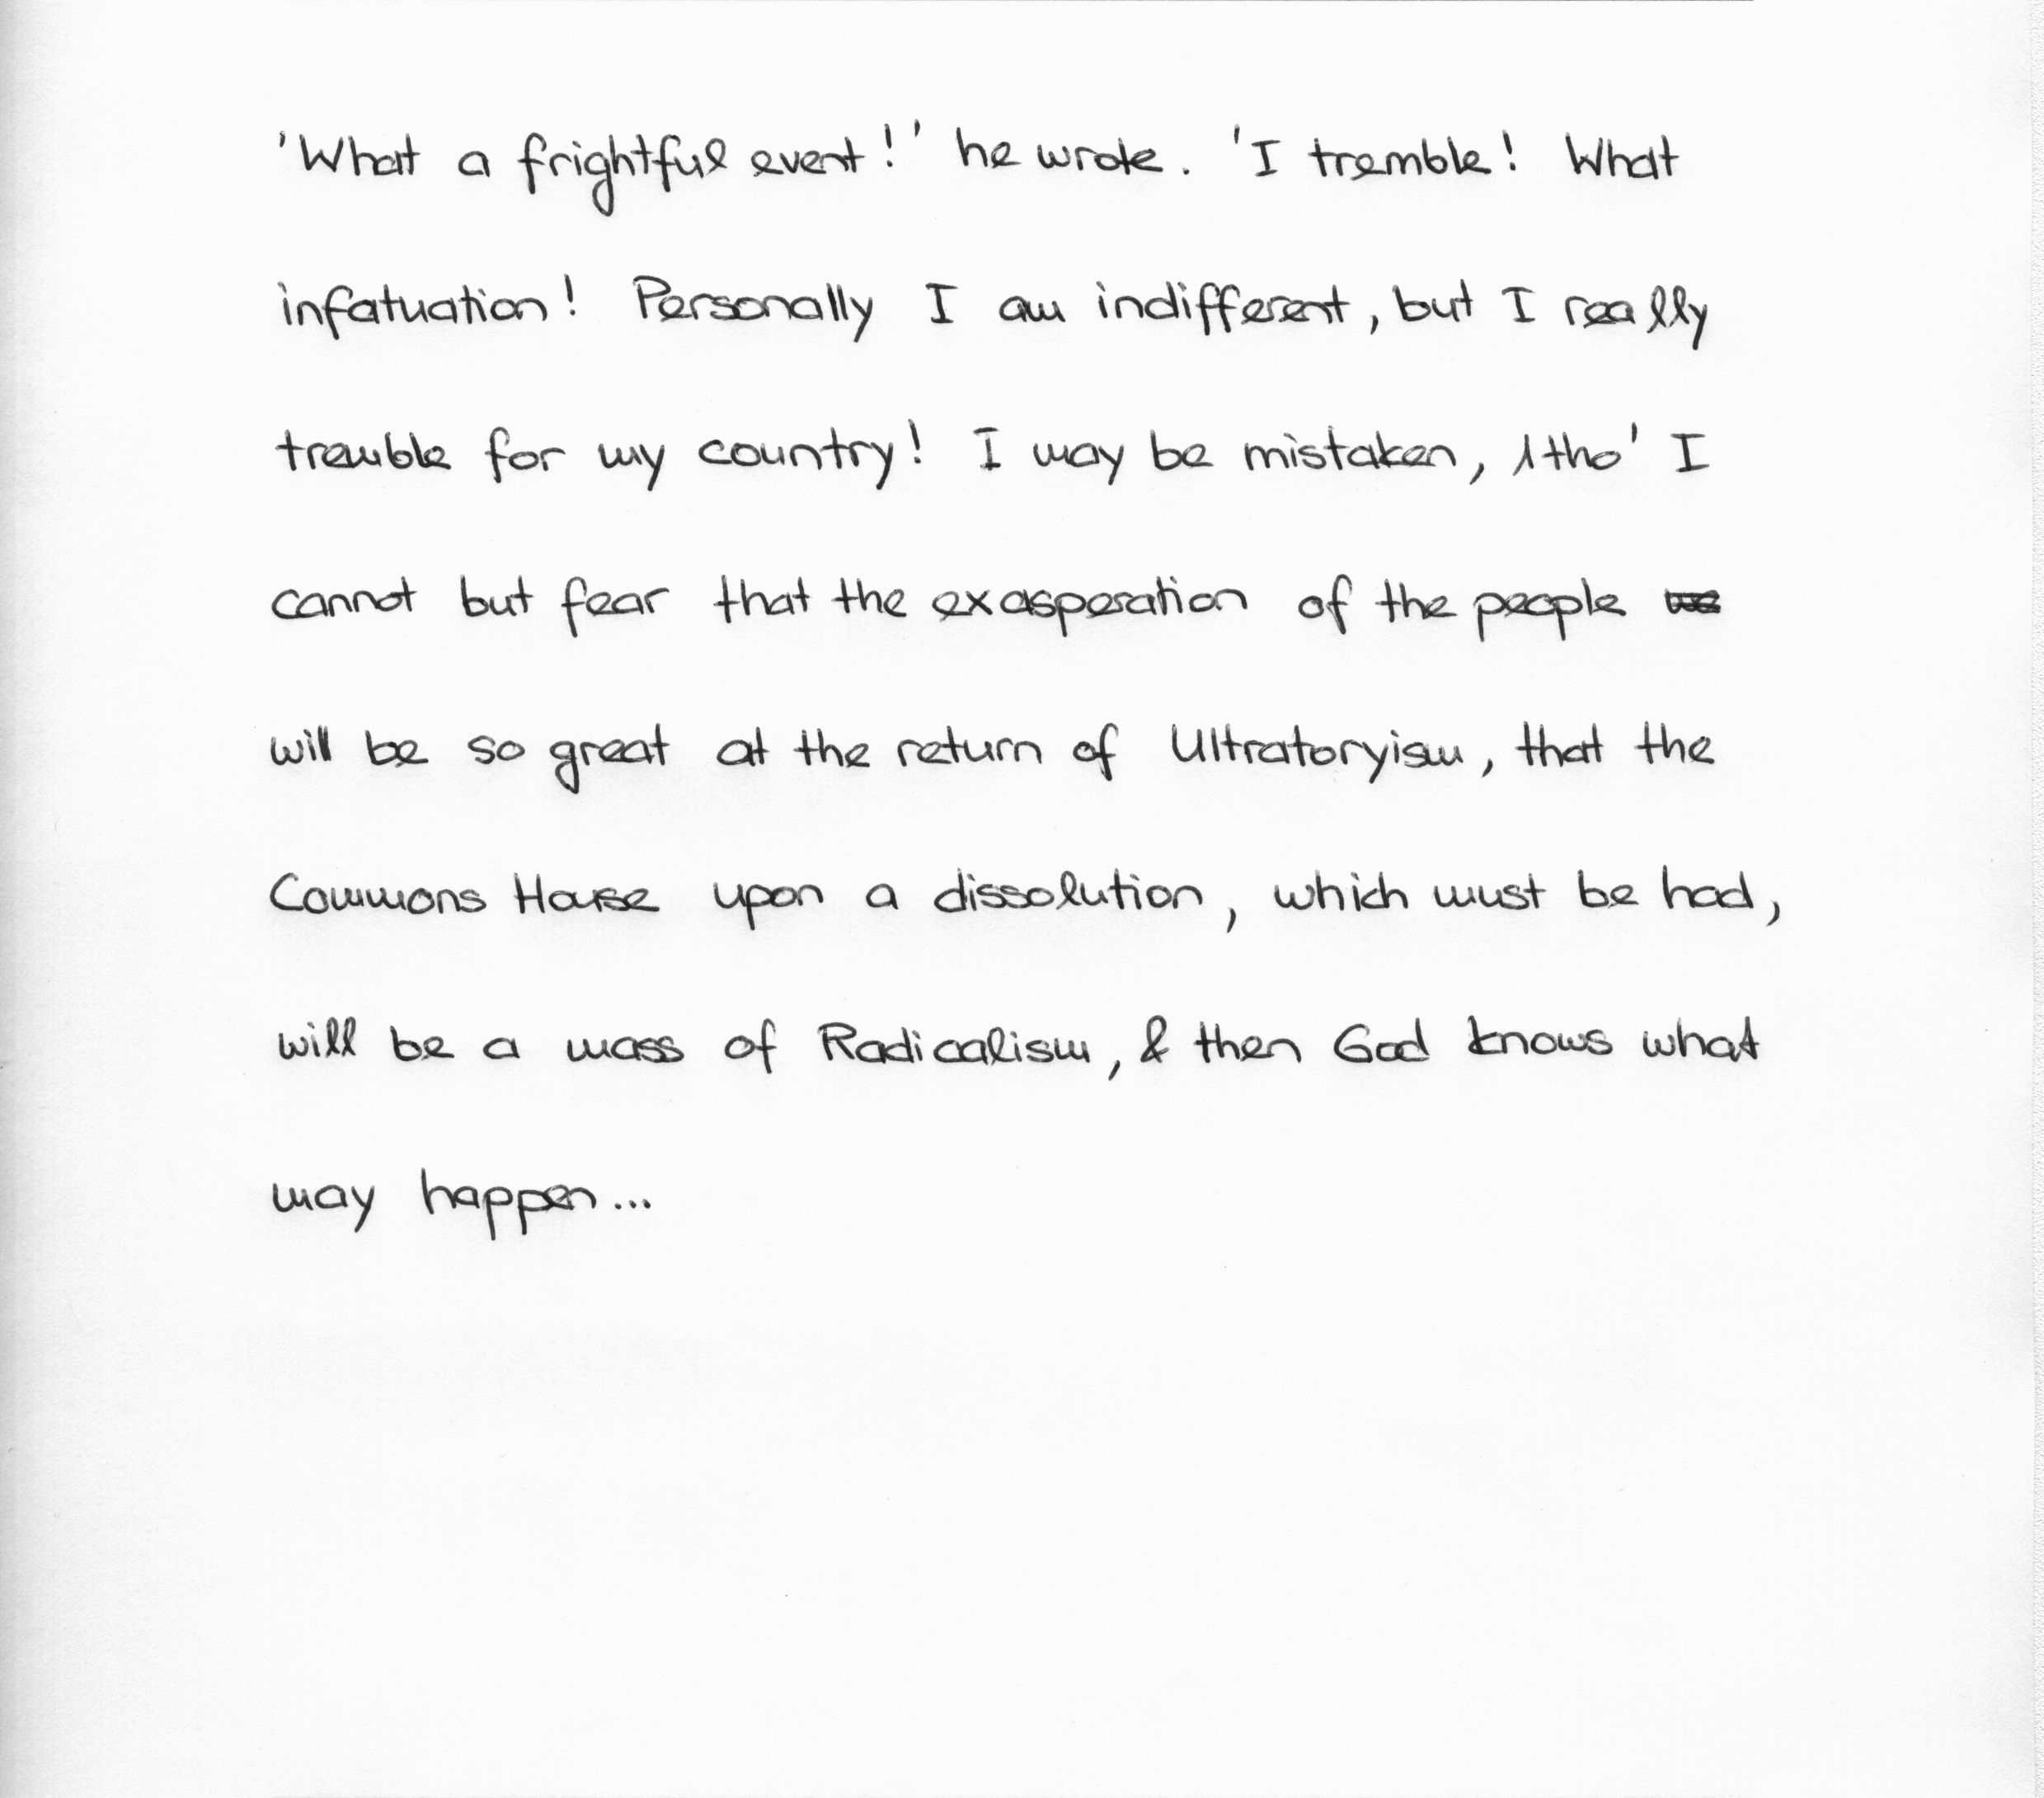 'What a frightful event!' he wrote. 'I tremble! What
infatuation! Personally I am indifferent, but I really
tremble for my country! I may be mistaken, Itho' I
cannot but fear that the exasperation of the people
will be so great at the return of Ultratoryism, that the
Commons House upon a dissolution, which must be had,
will be a mass of Radicalism, & then God knows what
may happen...